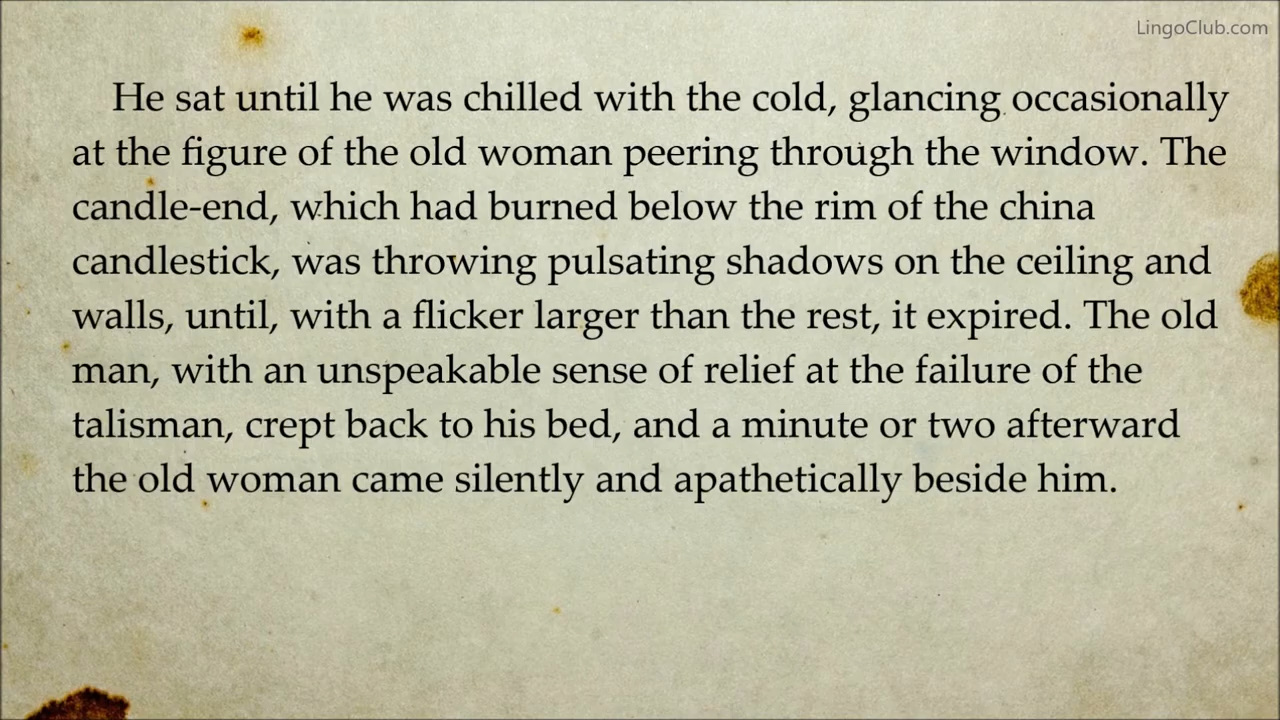 LingoClub.com
He sat until he was chilled with the cold, glancing occasionally
at the figure of the old woman peering through the window. The
candle-end, which had burned below the rim of the china
candlestick, was throwing pulsating shadows on the ceiling and
walls, until, with a flicker larger than the rest, it expired. The old
man, with an unspeakable sense of relief at the failure of the
talisman, crept back to his bed, and a minute or two afterward
the old woman came silently and apathetically beside him.